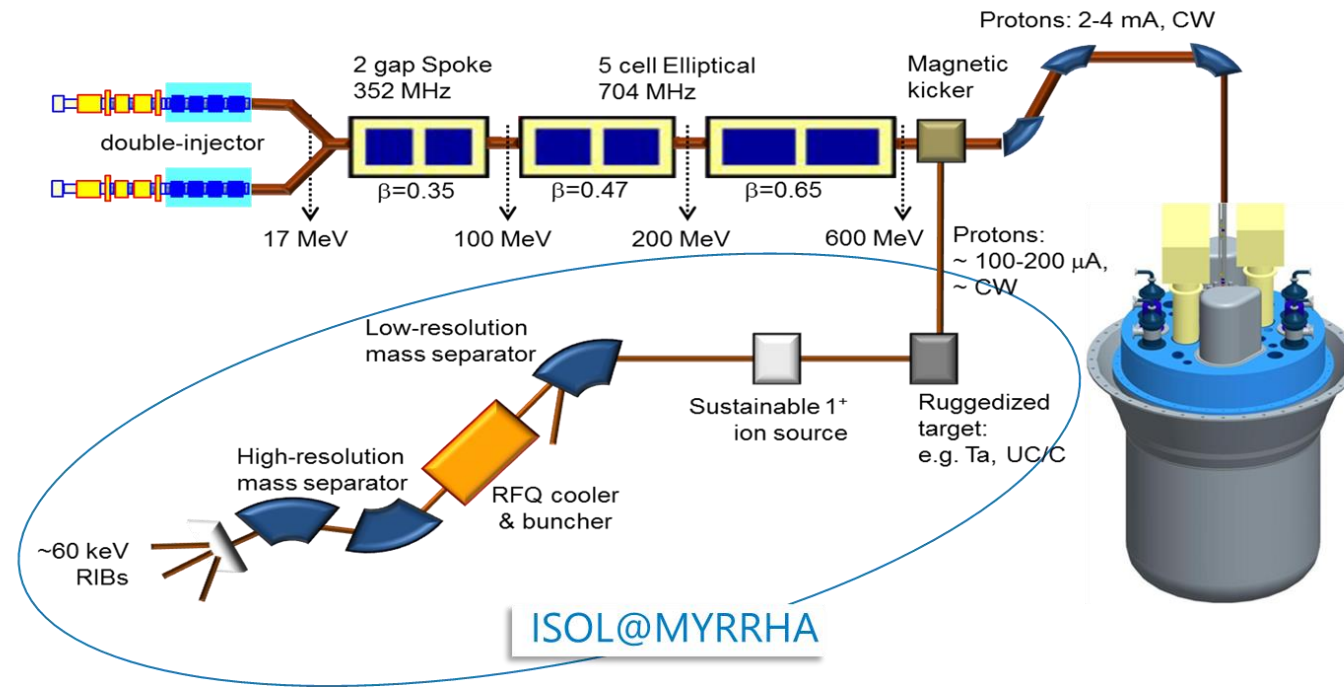 Protons: 2-4 mA, CW
2 gap Spoke
352 MHz
5 cell Elliptical
704 MHz
Magnetic
kicker
double-injector
β=0.35
β=0.47
β=0.65
17 MeV
100 MeV
200 MeV
600 MeV
Protons:
~ 100-200 μA,
~ CW
Low-resolution
mass separator
Sustainable 1⁺
ion source
Ruggedized
target:
e.g. Ta, UC/C
High-resolution
mass separator
RFQ cooler
& buncher
~60 keV
RIBs
ISOL@MYRRHA